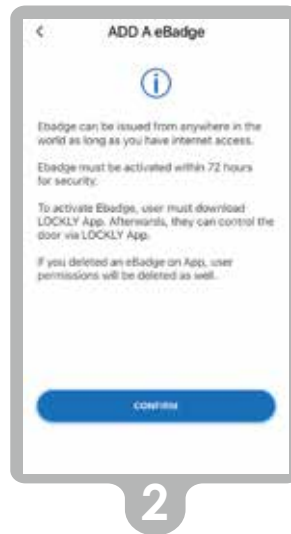 ADD A eBadge
Ebadge can be issued from anywhere in the
world as long as you have internet access.
Ebadge must be activated within 72 hours
for security.
To activate Ebadge, user must download
LOCKLY App. Afterwards, they can control the
door via LOCKLY App.
If you deleted an eBadge on App, user
permissions will be deleted as well.
CONFIRM
2